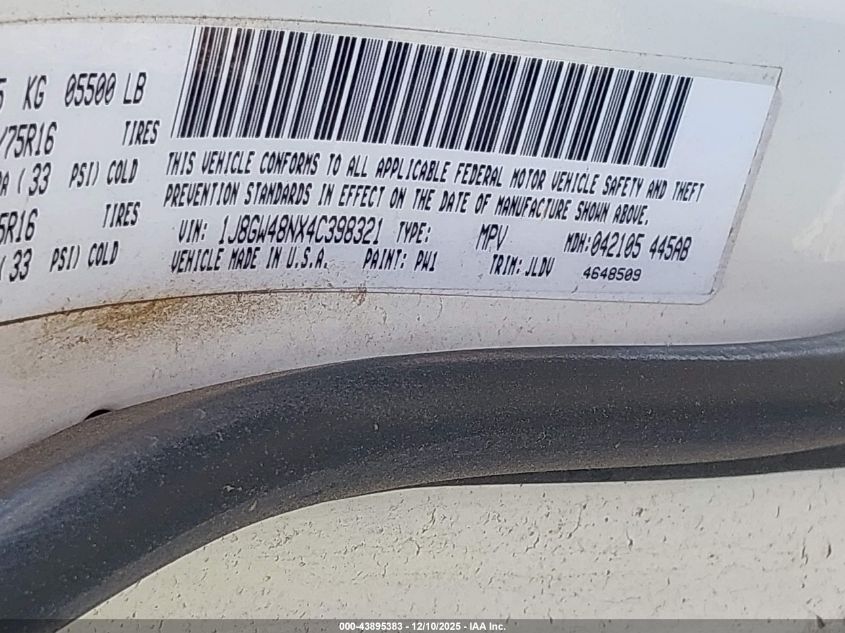 5 KG 05500 LB
/75R16 TIRES
A (33 PSI) COLD
5R16 TIRES
(33 PSI) COLD
THIS VEHICLE CONFORMS TO ALL APPLICABLE FEDERAL MOTOR VEHICLE SAFETY AND THEFT
PREVENTION STANDARDS IN EFFECT ON THE DATE OF MANUFACTURE SHOWN ABOVE.
VIN: 1J8GW48NX4C398321 TYPE: MPV MDH:042105 445AB
VEHICLE MADE IN U.S.A. PAINT: PW1 TRIM: JLDV 4648509
000-43895383 - 12/10/2025 - IAA Inc.